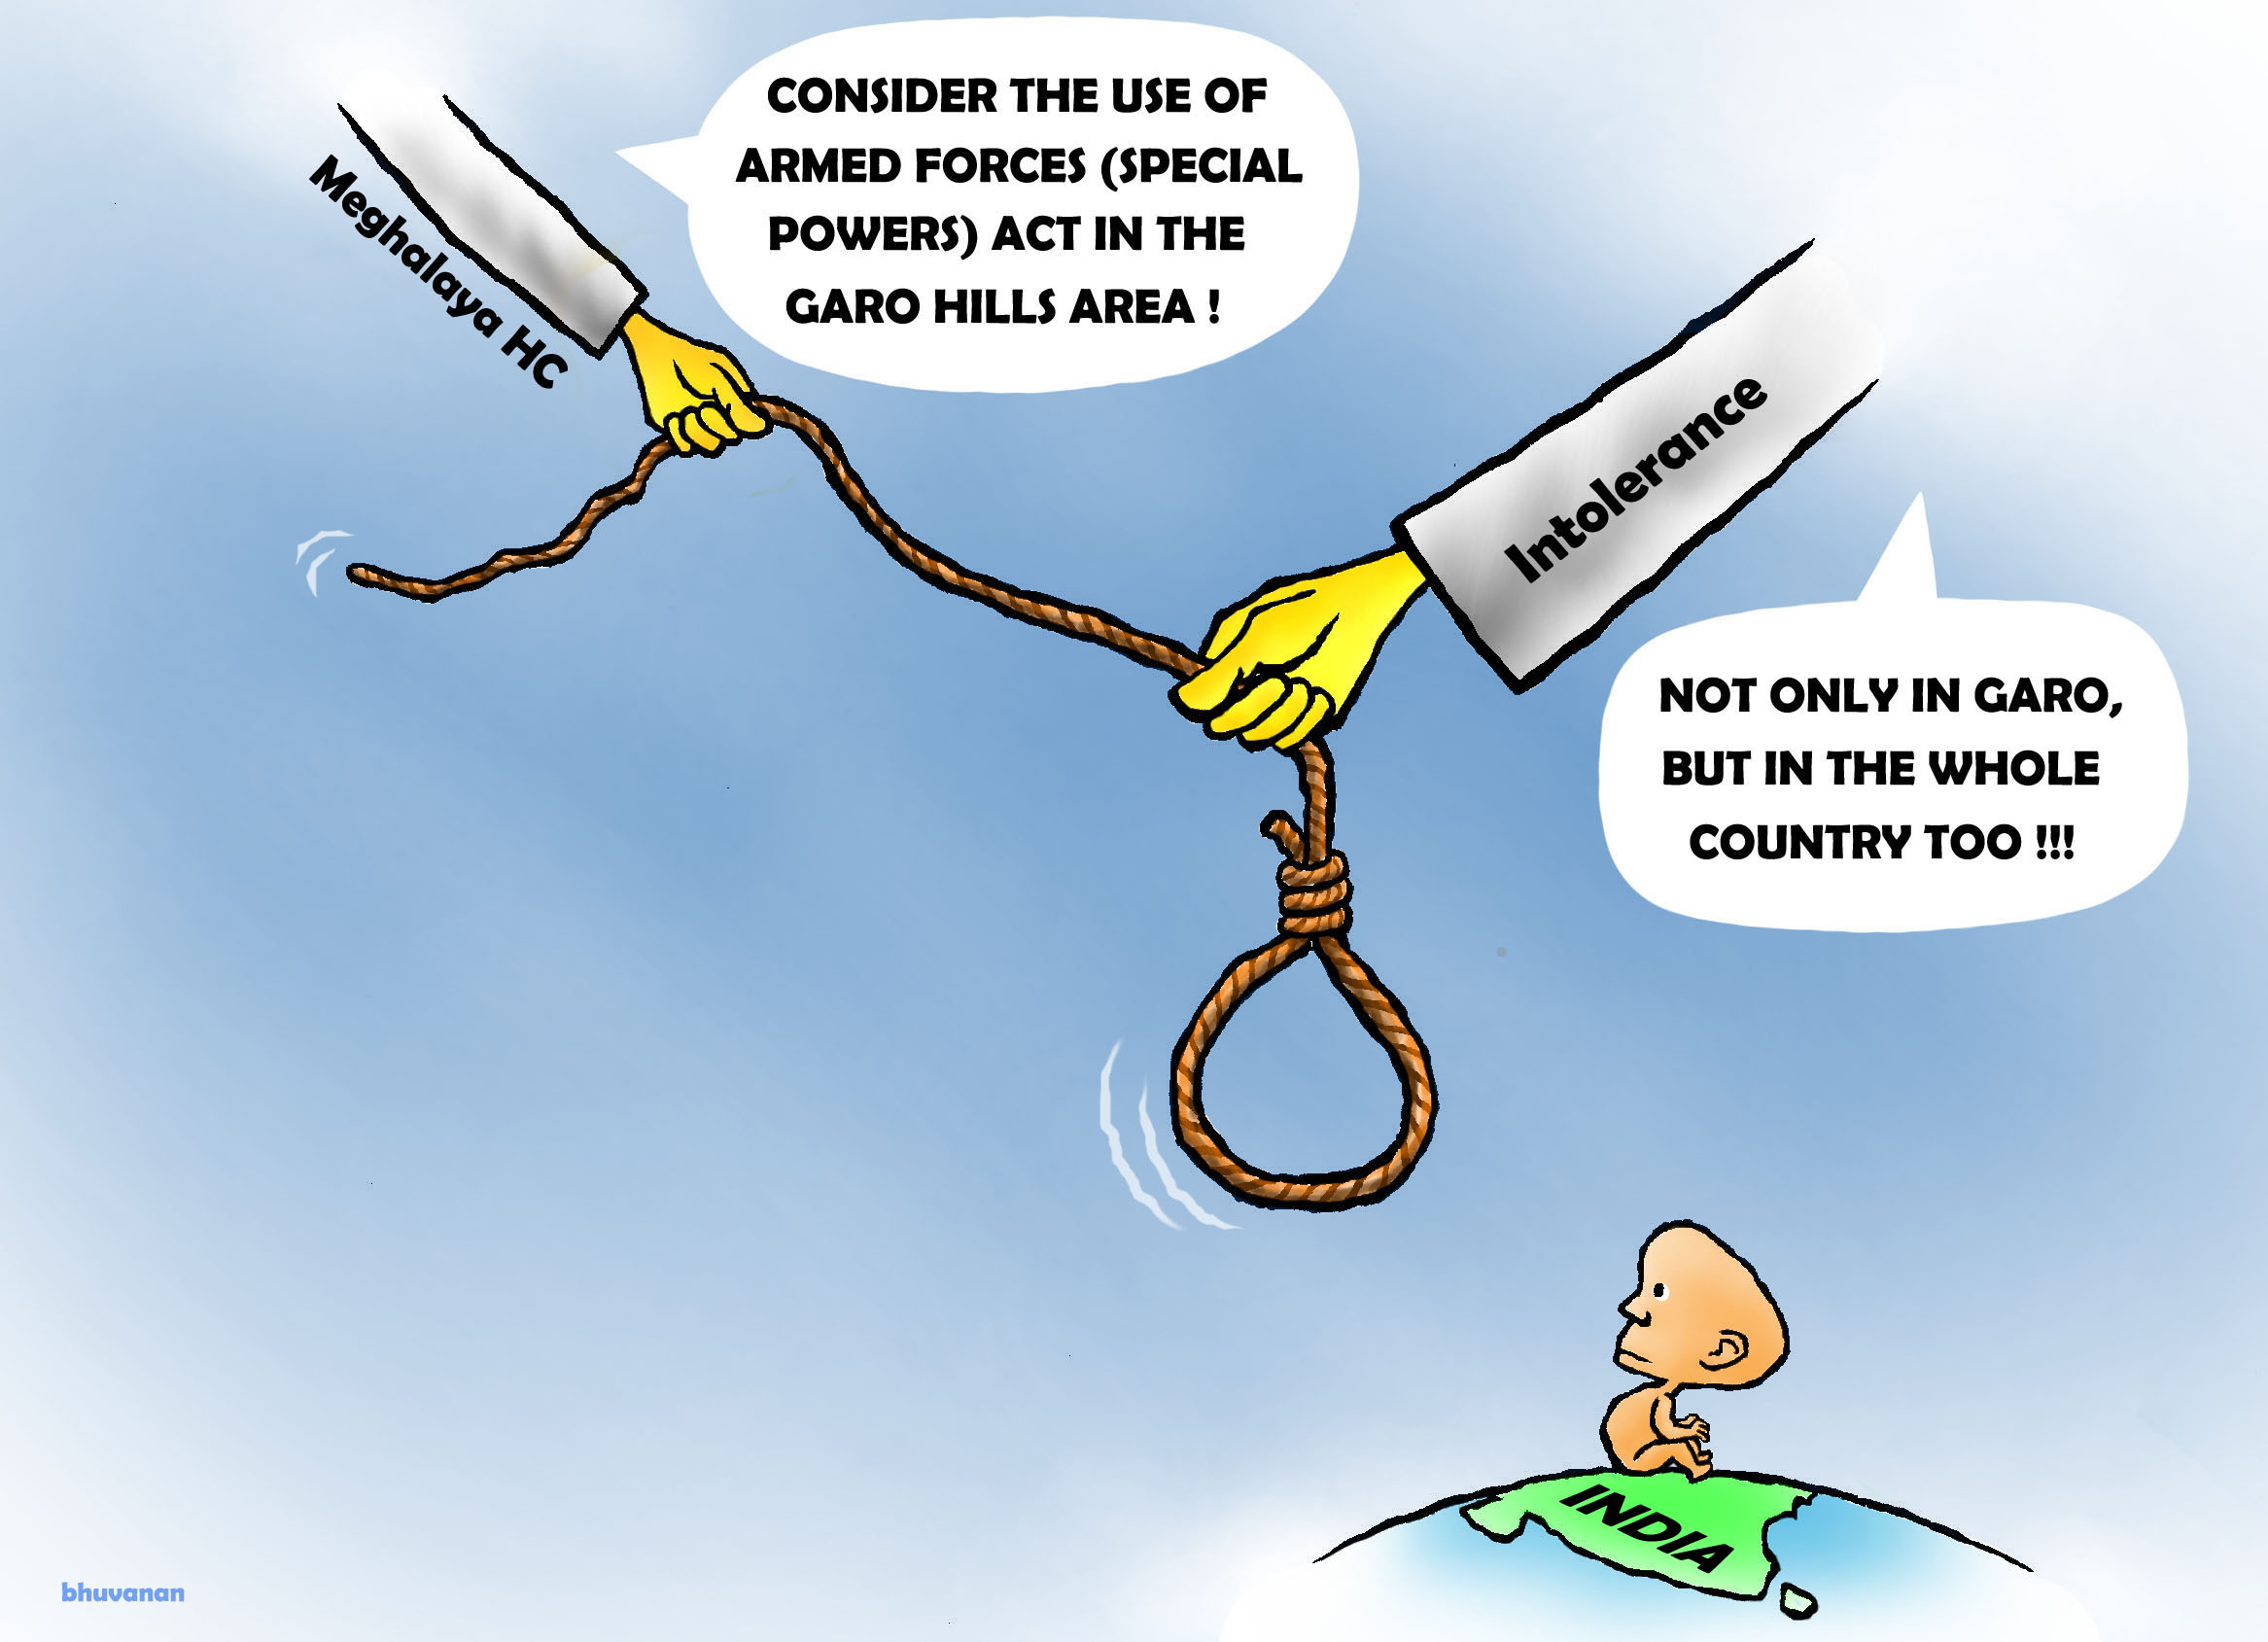 CONSIDER THE USE OF
ARMED FORCES (SPECIAL
POWERS) ACT IN THE
GARO HILLS AREA !
Meghalaya HC
Intolerance
NOT ONLY IN GARO,
BUT IN THE WHOLE
COUNTRY TOO !!!
INDIA
bhuvanan